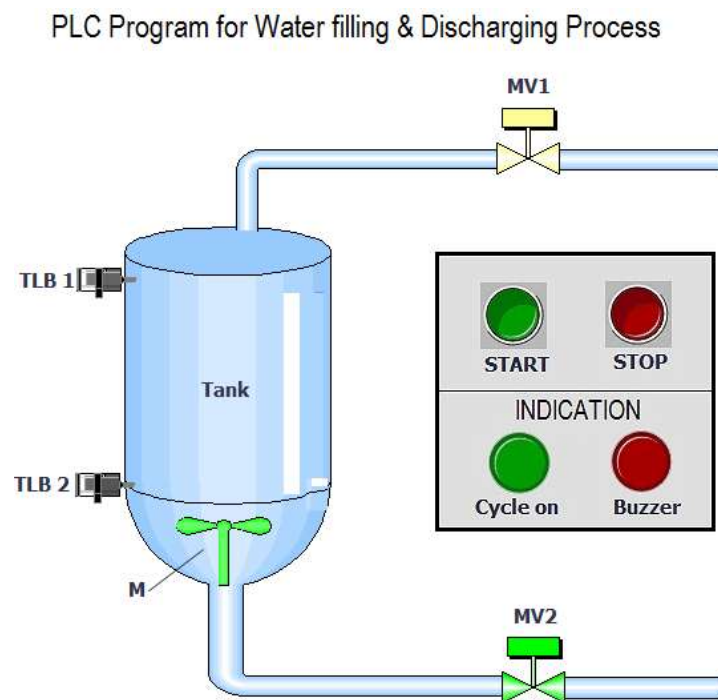 PLC Program for Water filling & Discharging Process
MV1
TLB 1
START
STOP
Tank
INDICATION
TLB 2
Cycle on
Buzzer
M
MV2